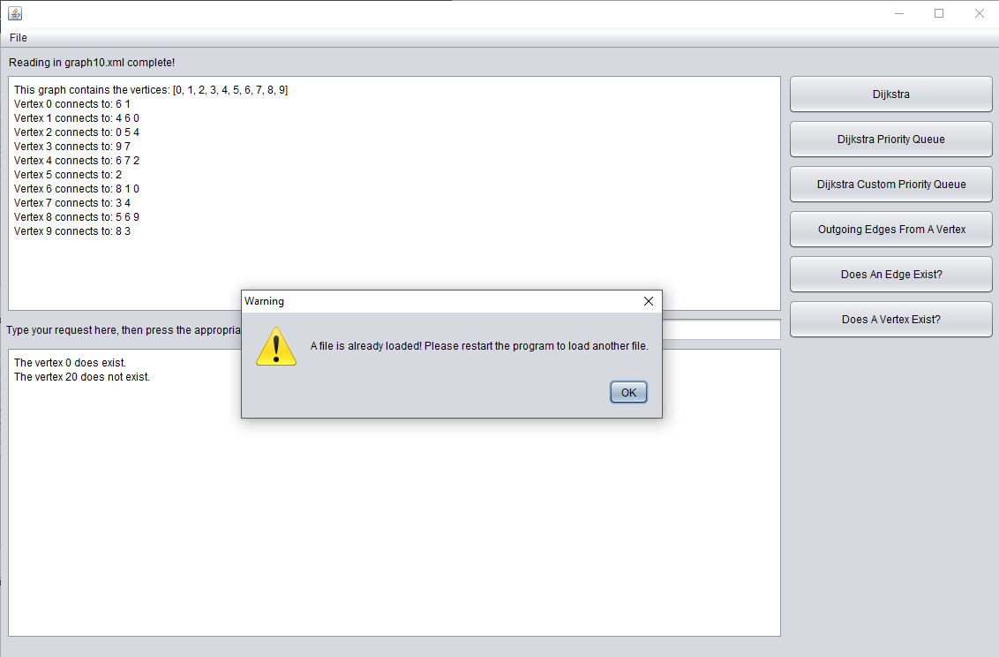 File
Reading in graph10.xml complete!
This graph contains the vertices: [0, 1, 2, 3, 4, 5, 6, 7, 8, 9]
Vertex 0 connects to: 6 1
Vertex 1 connects to: 4 6 0
Vertex 2 connects to: 0 5 4
Vertex 3 connects to: 9 7
Vertex 4 connects to: 6 7 2
Vertex 5 connects to: 2
Vertex 6 connects to: 8 1 0
Vertex 7 connects to: 3 4
Vertex 8 connects to: 5 6 9
Vertex 9 connects to: 8 3
Dijkstra
Dijkstra Priority Queue
Dijkstra Custom Priority Queue
Outgoing Edges From A Vertex
Does An Edge Exist?
Does A Vertex Exist?
Warning
A file is already loaded! Please restart the program to load another file.
OK
Type your request here, then press the appropria
The vertex 0 does exist.
The vertex 20 does not exist.